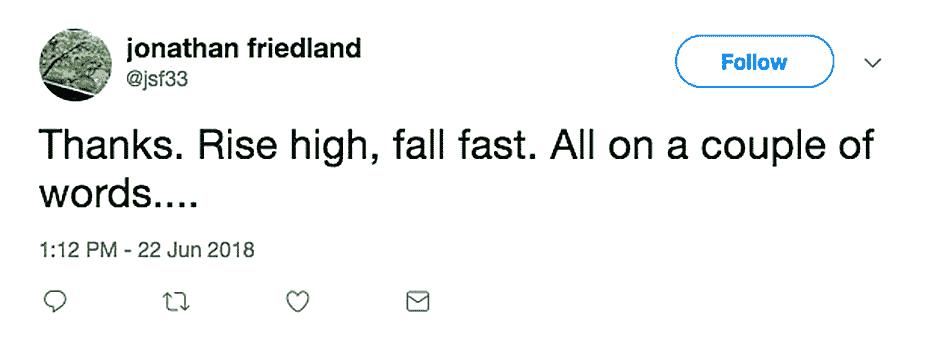 jonathan friedland
@jsf33
Follow
Thanks. Rise high, fall fast. All on a couple of
words....
1:12 PM - 22 Jun 2018